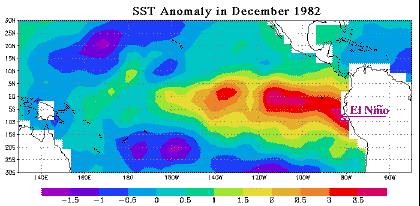 SST Anomaly in December 1982
30N
25N
20N
15N
10N
5N
EQ
5S
10S
15S
20S
25S
30S
El Niño
140E 160E 180 160W 140W 120W 100W 80W 60W
-1.5 -1 -0.5 0 0.5 1 1.5 2 2.5 3 3.5